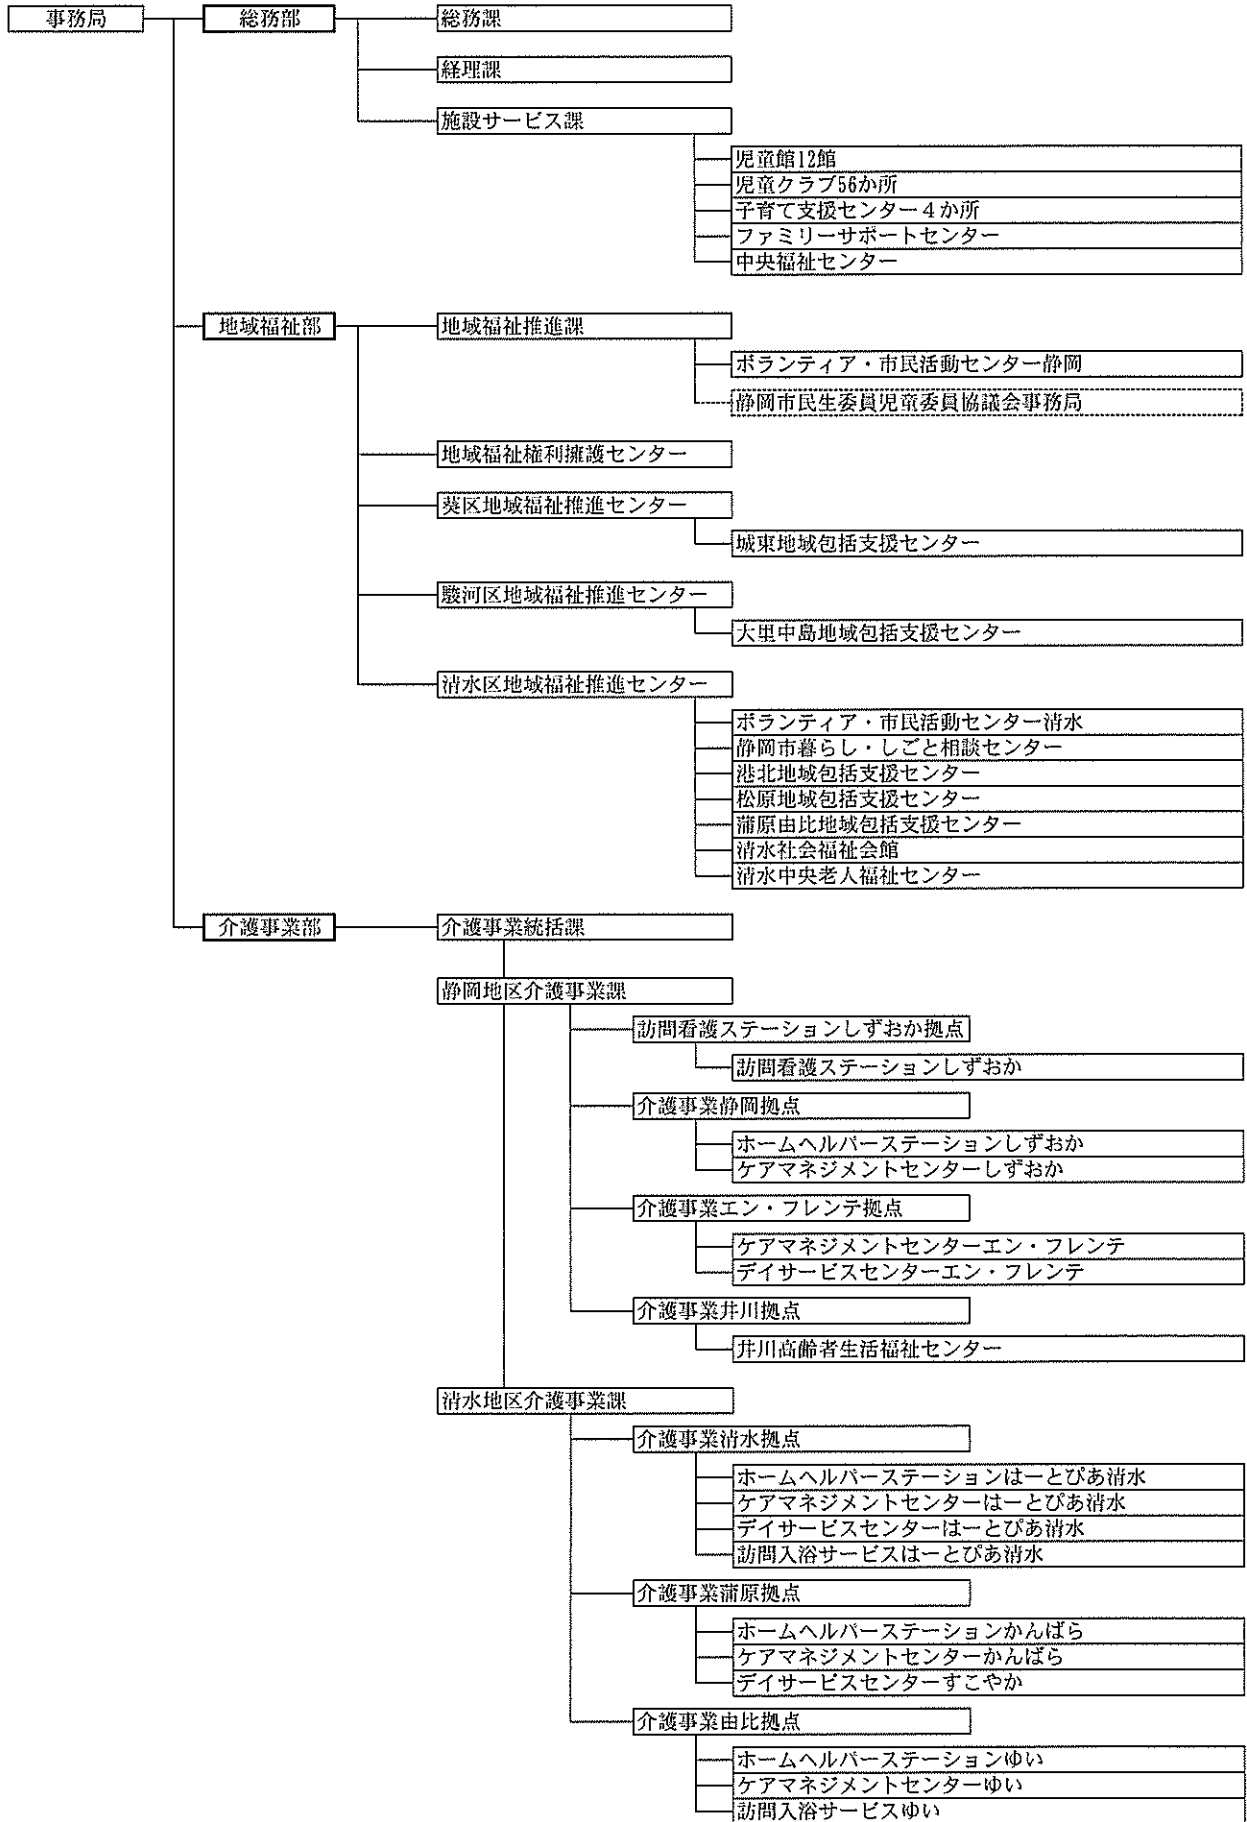 事務局 総務部 総務課
経理課
施設サービス課
児童館12館
児童クラブ56か所
子育て支援センター４か所
ファミリーサポートセンター
中央福祉センター
地域福祉部 地域福祉推進課
ボランティア・市民活動センター静岡
静岡市民生委員児童委員協議会事務局
地域福祉権利擁護センター
葵区地域福祉推進センター
城東地域包括支援センター
駿河区地域福祉推進センター
大里中島地域包括支援センター
清水区地域福祉推進センター
ボランティア・市民活動センター清水
静岡市暮らし・しごと相談センター
港北地域包括支援センター
松原地域包括支援センター
蒲原由比地域包括支援センター
清水社会福祉会館
清水中央老人福祉センター
介護事業部 介護事業統括課
静岡地区介護事業課
訪問看護ステーションしずおか拠点
訪問看護ステーションしずおか
介護事業静岡拠点
ホームヘルパーステーションしずおか
ケアマネジメントセンターしずおか
介護事業エン・フレンテ拠点
ケアマネジメントセンターエン・フレンテ
デイサービスセンターエン・フレンテ
介護事業井川拠点
井川高齢者生活福祉センター
清水地区介護事業課
介護事業清水拠点
ホームヘルパーステーションはーとぴあ清水
ケアマネジメントセンターはーとぴあ清水
デイサービスセンターはーとぴあ清水
訪問入浴サービスはーとぴあ清水
介護事業蒲原拠点
ホームヘルパーステーションかんばら
ケアマネジメントセンターかんばら
デイサービスセンターすこやか
介護事業由比拠点
ホームヘルパーステーションゆい
ケアマネジメントセンターゆい
訪問入浴サービスゆい